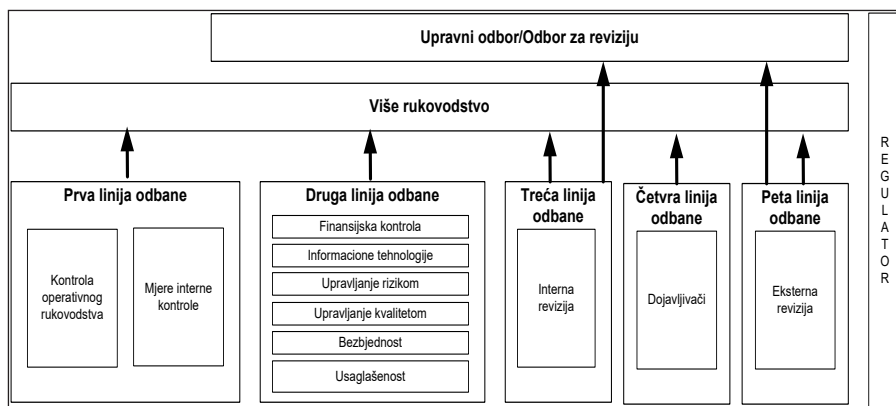 Upravni odbor/Odbor za reviziju
Više rukovodstvo
Prva linija odbane
Kontrola
operativnog
rukovodstva
Mjere interne
kontrole
Druga linija odbane
Finansijska kontrola
Informacione tehnologije
Upravljanje rizikom
Upravljanje kvalitetom
Bezbjednost
Usaglašenost
Treća linija
odbane
Interna
revizija
Četvra linija
odbane
Dojavljivači
Peta linija
odbane
Eksterna
revizija
R
E
G
U
L
A
T
O
R